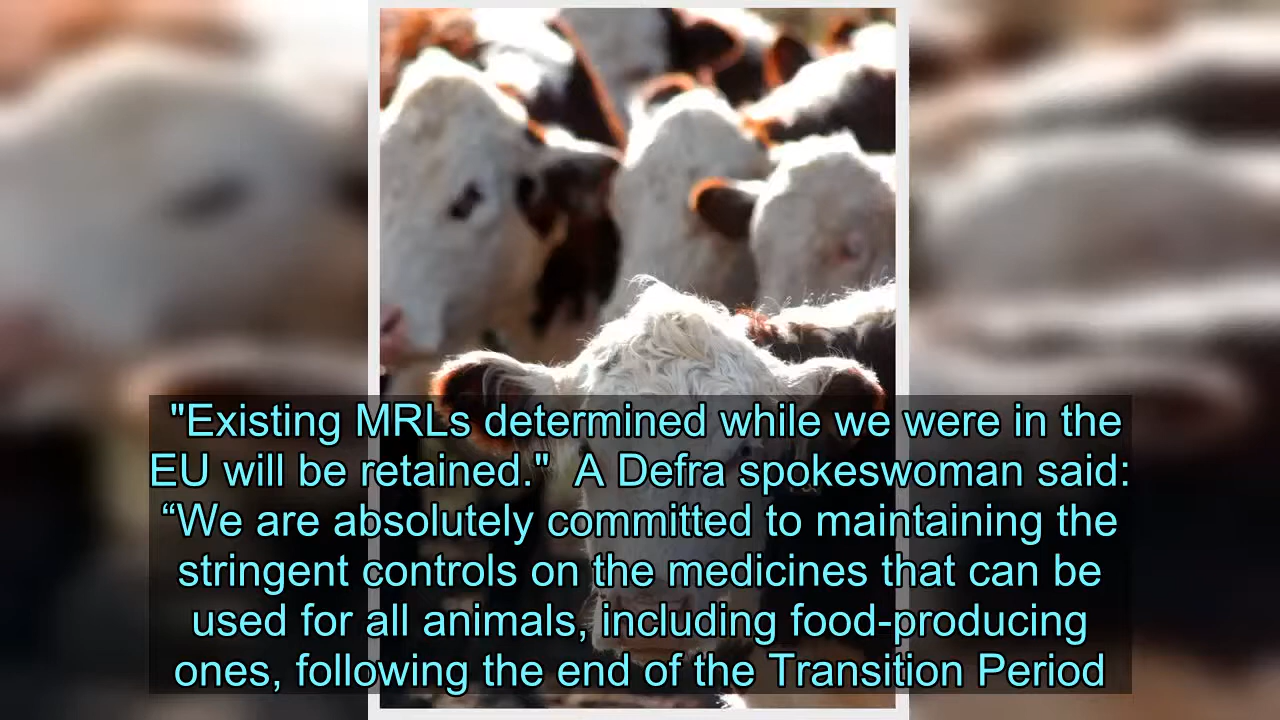 "Existing MRLs determined while we were in the
EU will be retained."  A Defra spokeswoman said:
“We are absolutely committed to maintaining the
stringent controls on the medicines that can be
used for all animals, including food-producing
ones, following the end of the Transition Period